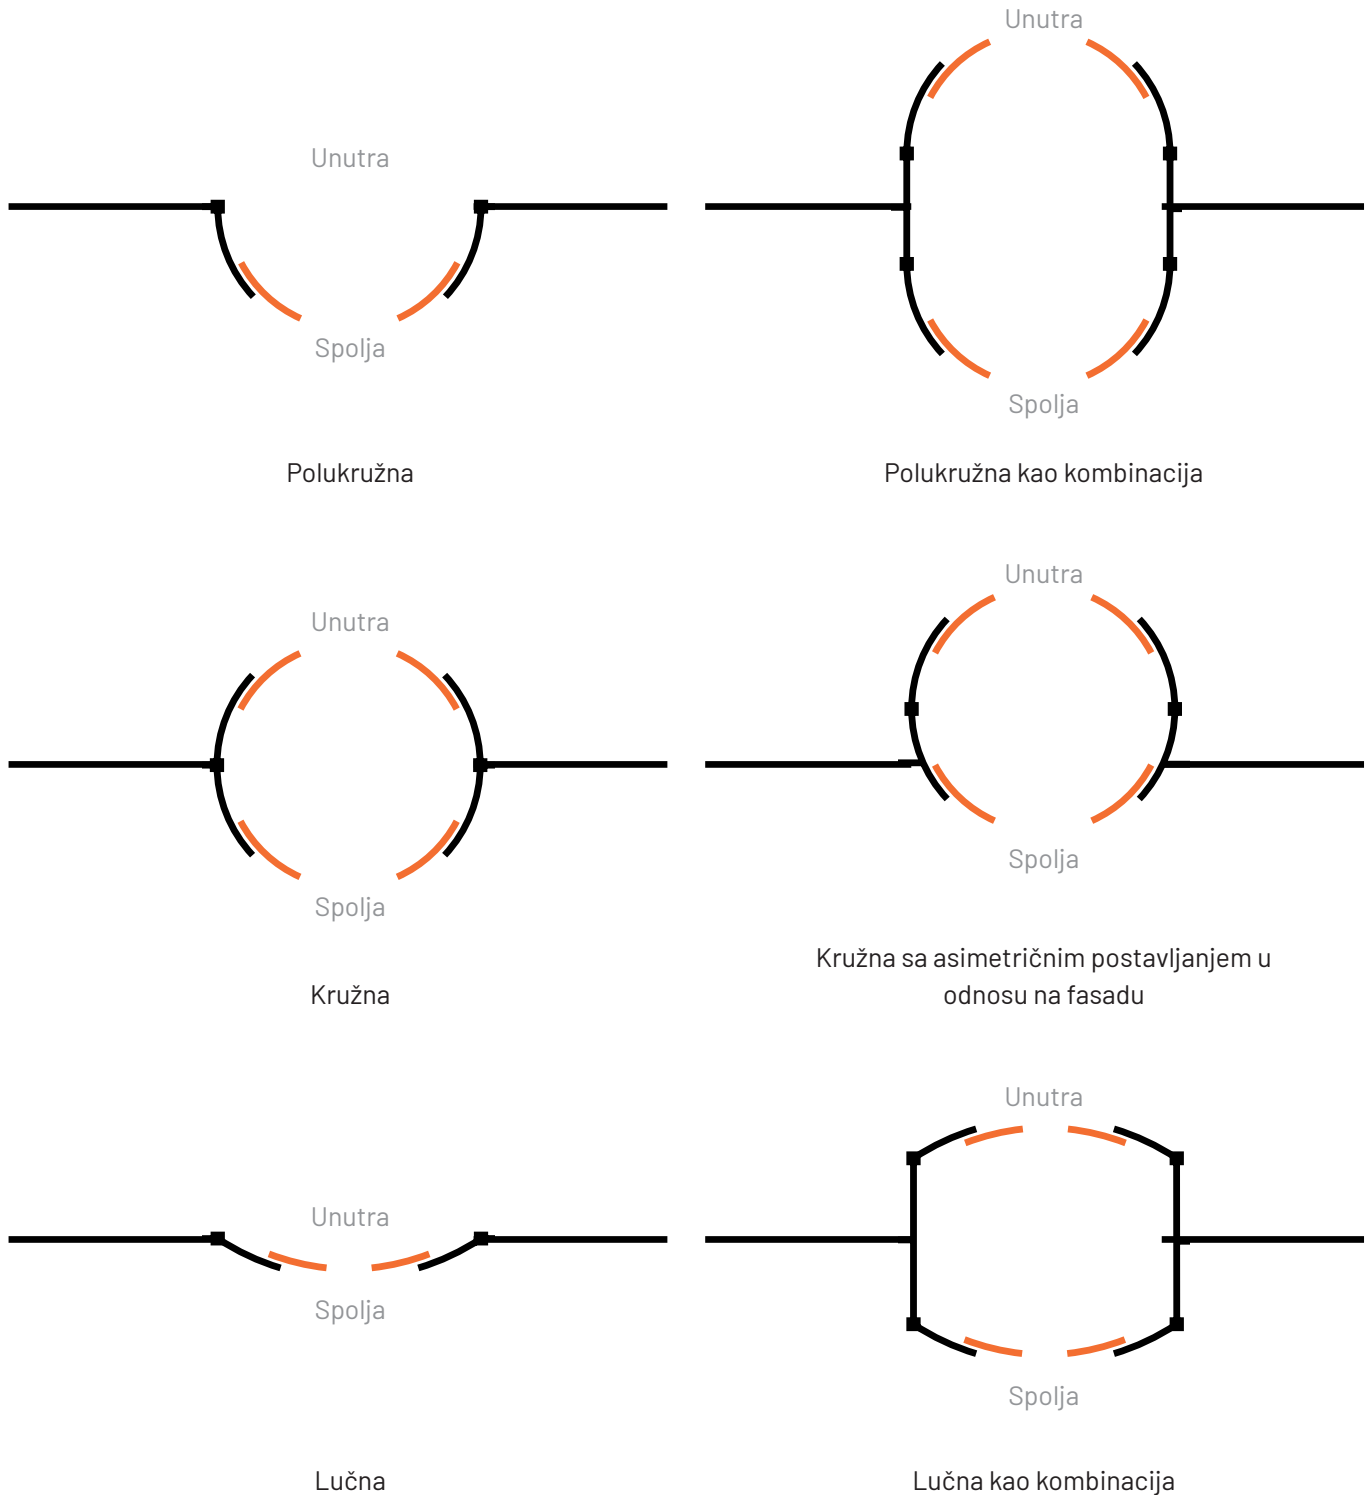 Unutra
Spolja
Polukružna
Unutra
Spolja
Polukružna kao kombinacija
Unutra
Spolja
Kružna
Unutra
Spolja
Kružna sa asimetričnim postavljanjem u
odnosu na fasadu
Unutra
Spolja
Lučna
Unutra
Spolja
Lučna kao kombinacija